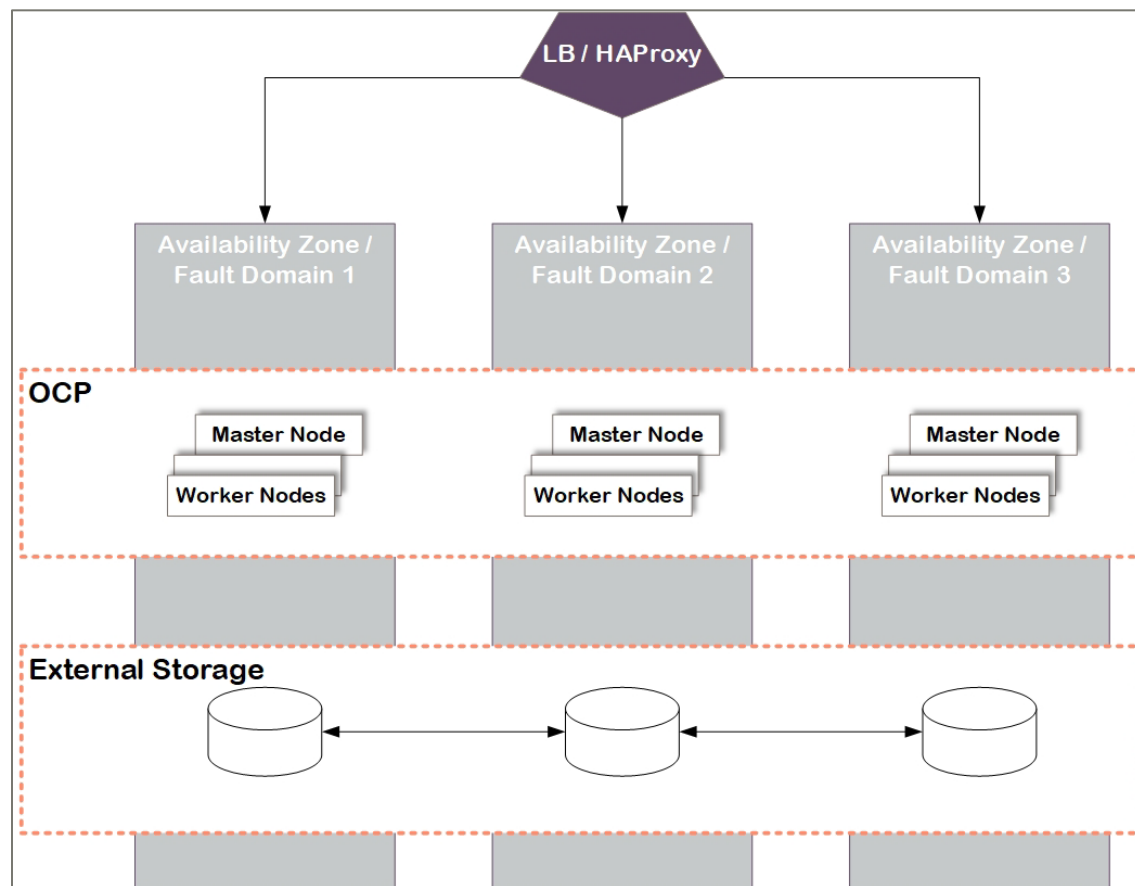 LB / HAProxy
Availability Zone /
Fault Domain 1
Availability Zone /
Fault Domain 2
Availability Zone /
Fault Domain 3
OCP
Master Node
Worker Nodes
Master Node
Worker Nodes
Master Node
Worker Nodes
External Storage